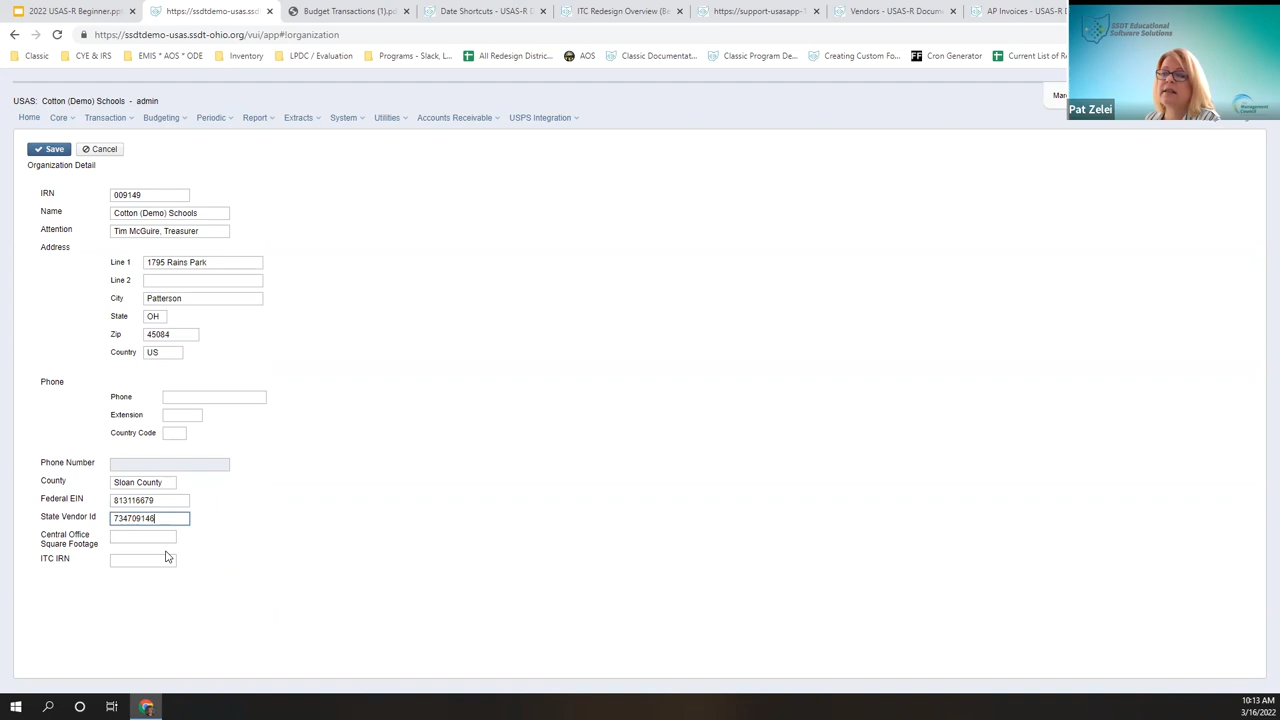 2022 USAS-R Beginner.ppt
https://ssdtdemo-usas.ssd
Budget Transactions (1).pd
Date Shortcuts - USAS-R D
ITC Redesign Overview (Bo
https://support-usasapp-1
Vendors - USAS-R Docum
AP Invoices - USAS-R D
https://ssdtdemo-usas.ssdt-ohio.org/vui/app#!organization
Classic
CYE & IRS
EMIS * AOS * ODE
Inventory
LPDC / Evaluation
Programs - Slack, L...
All Redesign Distric...
AOS
Classic Documentat...
Classic Program De...
Creating Custom Fo...
Cron Generator
Current List of R
SSDT Educational
Software Solutions
Management
Council
Pat Zelei
USAS: Cotton (Demo) Schools - admin
Mar
Home Core Transaction Budgeting Periodic Report Extracts System Utilities Accounts Receivable USPS Integration
Save Cancel
Organization Detail
IRN 009149
Name Cotton (Demo) Schools
Attention Tim McGuire, Treasurer
Address
Line 1 1795 Rains Park
Line 2
City Patterson
State OH
Zip 45084
Country US
Phone
Phone
Extension
Country Code
Phone Number
County Sloan County
Federal EIN 813116679
State Vendor Id 734709146
Central Office
Square Footage
ITC IRN
10:13 AM
3/16/2022